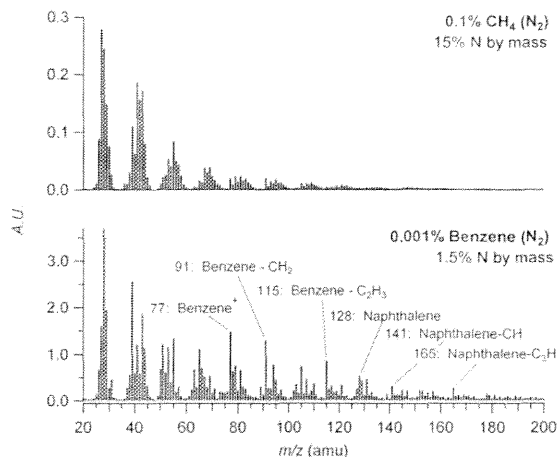 0.1% CH₄ (N₂)
15% N by mass
0.3
0.2
0.1
0.0
A.U.
0.001% Benzene (N₂)
1.5% N by mass
91: Benzene - CH₂
115: Benzene - C₂H₃
77: Benzene⁺
128: Naphthalene
141: Naphthalene-CH
165: Naphthalene-C₃H
3.0
2.0
1.0
0.0
20 40 60 80 100 120 140 160 180 200
m/z (amu)